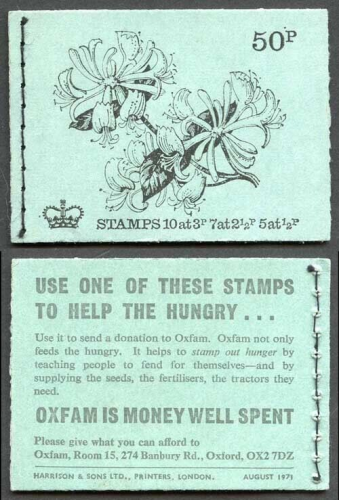 50P
STAMPS 10 at 3P 7 at 2½P 5 at ½P
USE ONE OF THESE STAMPS
TO HELP THE HUNGRY . . .
Use it to send a donation to Oxfam. Oxfam not only
feeds the hungry. It helps to stamp out hunger by
teaching people to fend for themselves—and by
supplying the seeds, the fertilisers, the tractors they
need.
OXFAM IS MONEY WELL SPENT
Please give what you can afford to
Oxfam, Room 15, 274 Banbury Rd., Oxford, OX2 7DZ
HARRISON & SONS LTD., PRINTERS, LONDON. AUGUST 1971